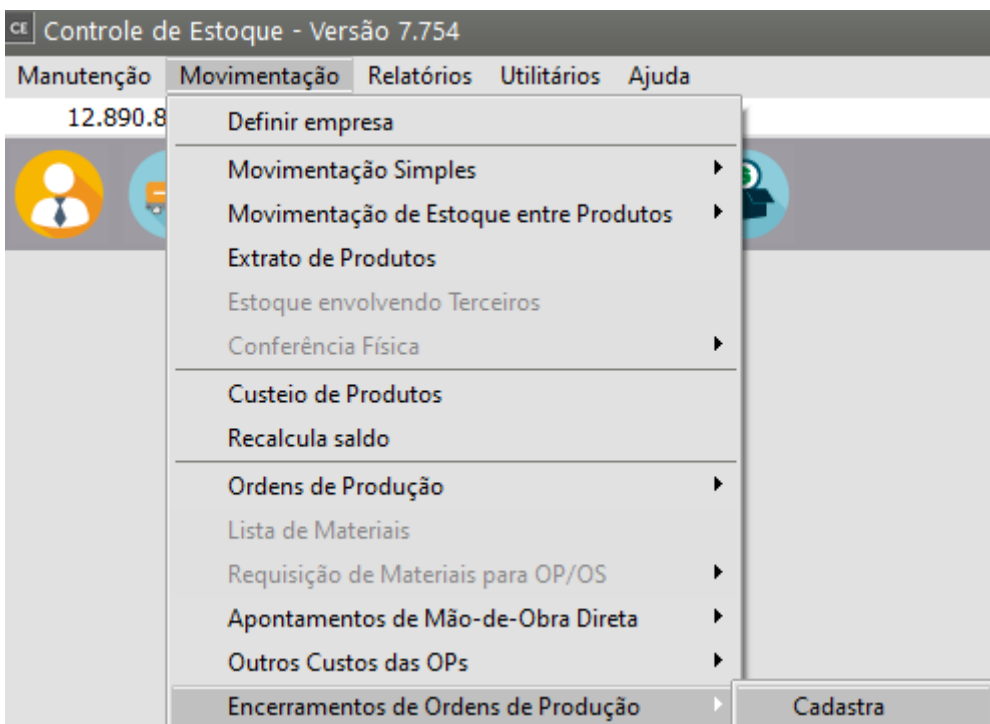 CE Controle de Estoque - Versão 7.754
Manutenção Movimentação Relatórios Utilitários Ajuda
12.890.8
Definir empresa
Movimentação Simples
Movimentação de Estoque entre Produtos
Extrato de Produtos
Estoque envolvendo Terceiros
Conferência Física
Custeio de Produtos
Recalcula saldo
Ordens de Produção
Lista de Materiais
Requisição de Materiais para OP/OS
Apontamentos de Mão-de-Obra Direta
Outros Custos das OPs
Encerramentos de Ordens de Produção Cadastra